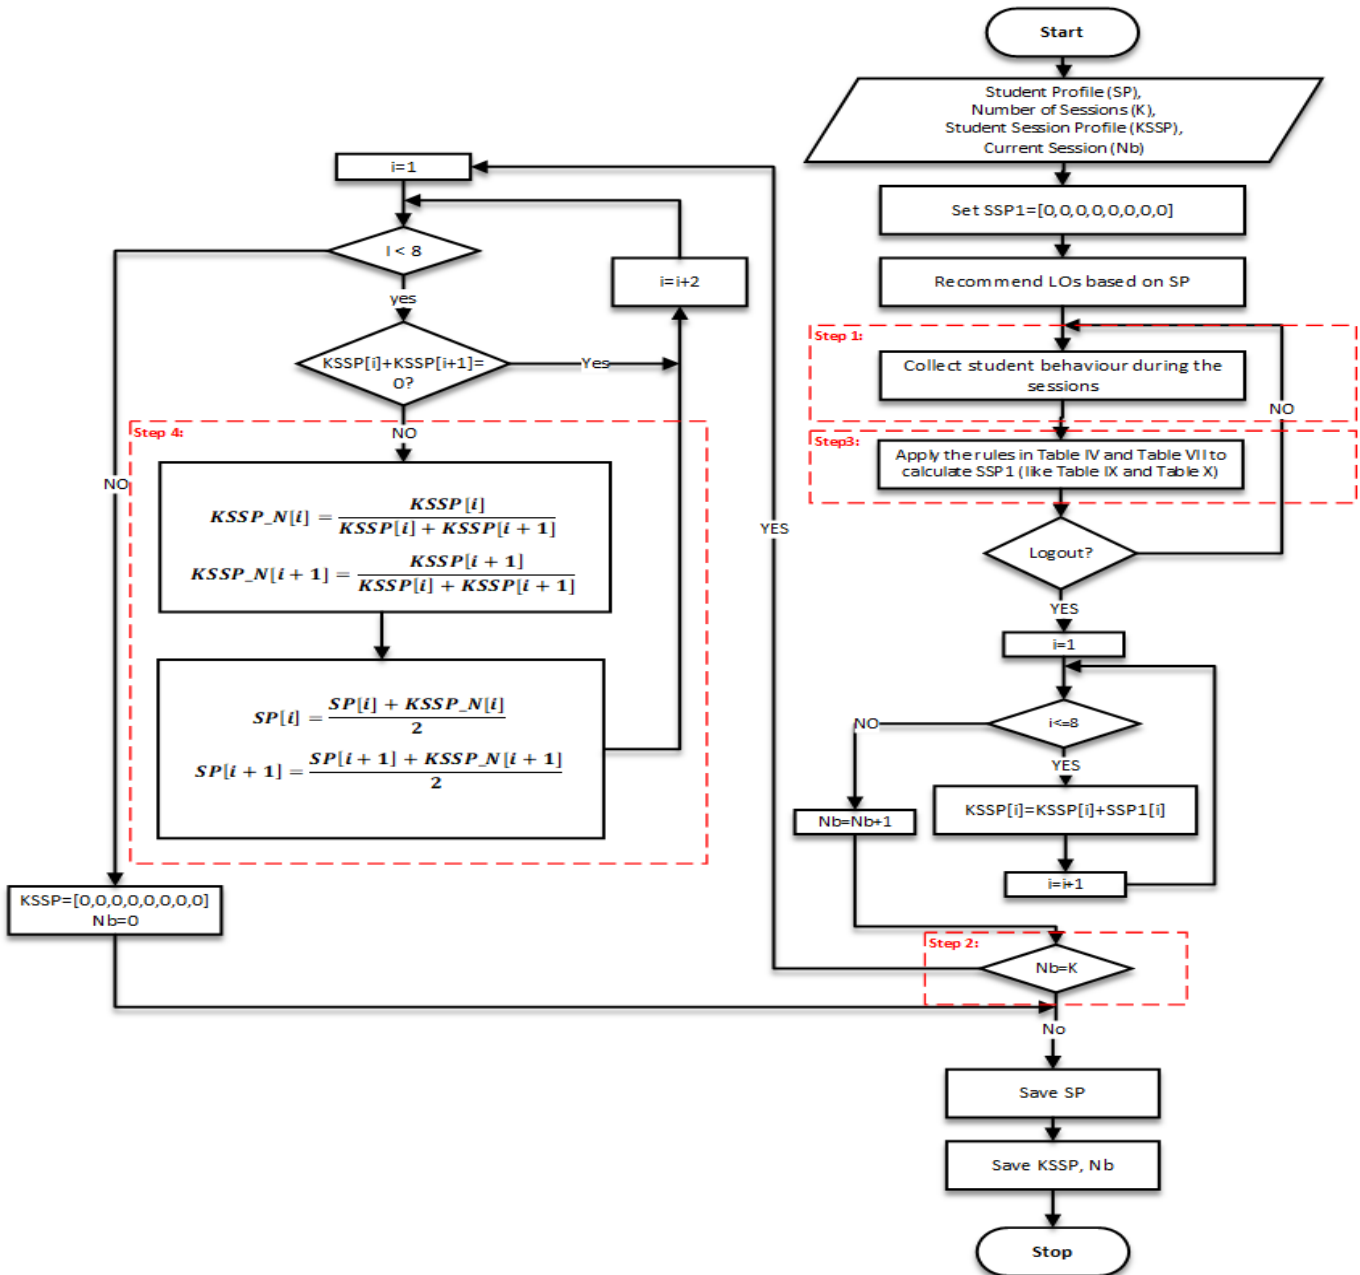 Start
Student Profile (SP),
Number of Sessions (K),
Student Session Profile (KSSP),
Current Session (Nb)
Set SSP1=[0,0,0,0,0,0,0,0]
Recommend LOs based on SP
Step 1:
Collect student behaviour during the
sessions
NO
Step3:
Apply the rules in Table IV and Table VII to
calculate SSP1 (like Table IX and Table X)
Logout?
YES
i=1
i<=8
NO
YES
KSSP[i]=KSSP[i]+SSP1[i]
Nb=Nb+1
i=i+1
Step 2:
Nb=K
YES
No
Save SP
Save KSSP, Nb
Stop
i=1
I < 8
i=i+2
yes
KSSP[i]+KSSP[i+1]=
0?
Yes
NO
Step 4:
NO
KSSP_N[i] = KSSP[i] / KSSP[i] + KSSP[i + 1]
KSSP_N[i + 1] = KSSP[i + 1] / KSSP[i] + KSSP[i + 1]
SP[i] = SP[i] + KSSP_N[i] / 2
SP[i + 1] = SP[i + 1] + KSSP_N[i + 1] / 2
KSSP=[0,0,0,0,0,0,0,0]
Nb=0